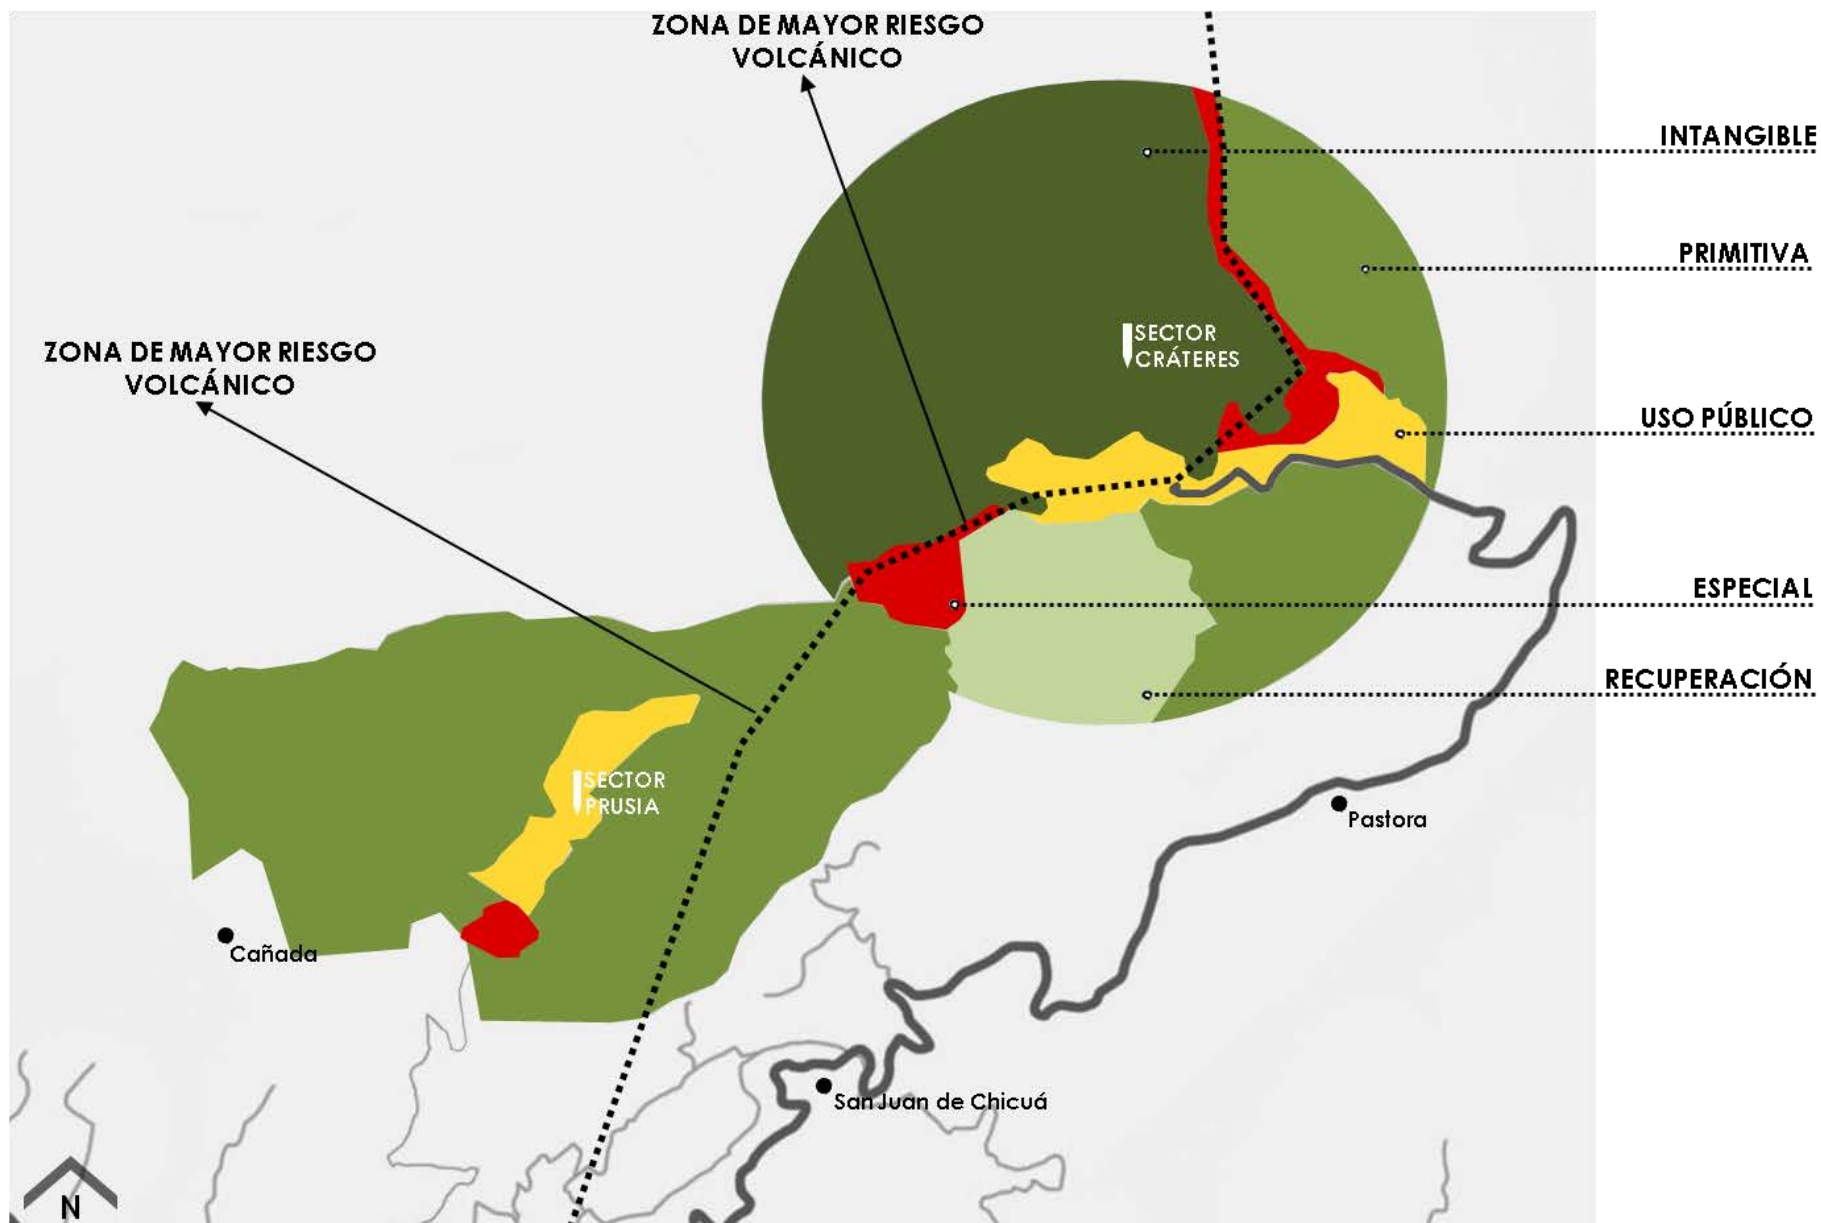 ZONA DE MAYOR RIESGO
VOLCÁNICO
INTANGIBLE
PRIMITIVA
SECTOR
CRÁTERES
ZONA DE MAYOR RIESGO
VOLCÁNICO
USO PÚBLICO
ESPECIAL
RECUPERACIÓN
SECTOR
PRUSIA
Pastora
Cañada
San Juan de Chicuá
N